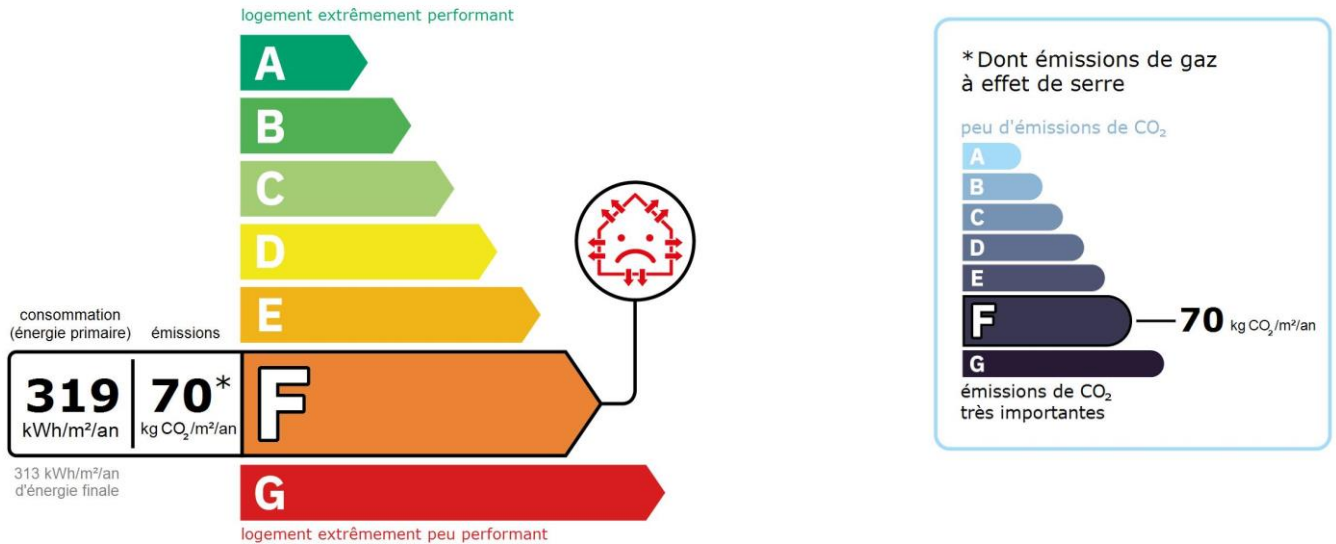 logement extrêmement performant
A
B
C
D
E
consommation
(énergie primaire)
émissions
319
kWh/m²/an
70*
kg CO₂/m²/an
F
313 kWh/m²/an
d'énergie finale
G
logement extrêmement peu performant
*Dont émissions de gaz
à effet de serre
peu d'émissions de CO₂
A
B
C
D
E
F
70 kg CO₂/m²/an
G
émissions de CO₂
très importantes